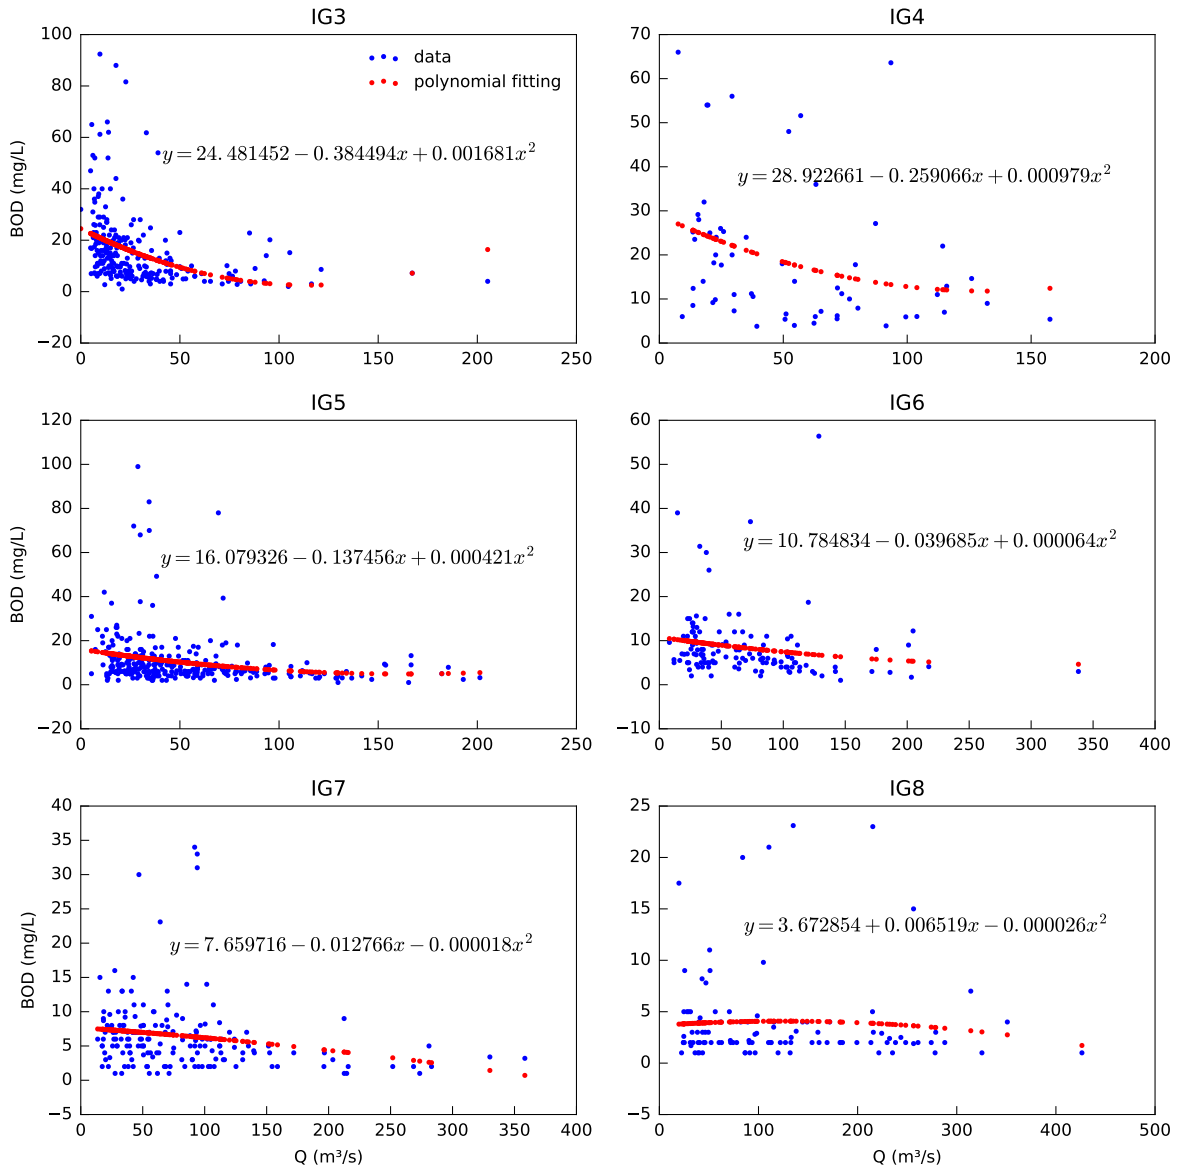 IG3
BOD (mg/L)
120
100
80
60
40
20
0
−20
data
polynomial fitting
y = 24.481452 − 0.384494x + 0.001681x²
0 50 100 150 200 250
IG4
70
60
50
40
30
20
10
0
y = 28.922661 − 0.259066x + 0.000979x²
0 50 100 150 200
IG5
BOD (mg/L)
120
100
80
60
40
20
0
−20
y = 16.079326 − 0.137456x + 0.000421x²
0 50 100 150 200 250
IG6
60
50
40
30
20
10
0
−10
y = 10.784834 − 0.039685x + 0.000064x²
0 50 100 150 200 250 300 350 400
IG7
BOD (mg/L)
40
35
30
25
20
15
10
5
0
−5
y = 7.659716 − 0.012766x − 0.000018x²
0 50 100 150 200 250 300 350 400
Q (m³/s)
IG8
25
20
15
10
5
0
−5
y = 3.672854 + 0.006519x − 0.000026x²
0 100 200 300 400 500
Q (m³/s)